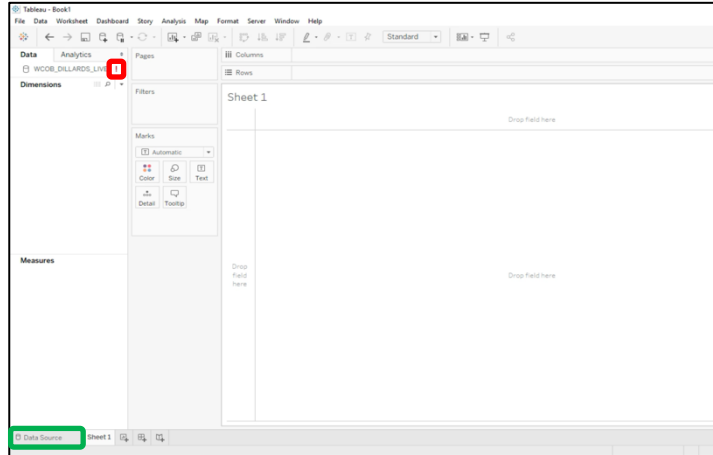 Tableau - Book1
File Data Worksheet Dashboard Story Analysis Map Format Server Window Help
Standard
Data Analytics Pages Columns
WCOB_DILLARDS_LIVE ! Rows
Dimensions Filters Sheet 1
Drop field here
Marks
Automatic
Color Size Text
Detail Tooltip
Measures
Drop
field
here
Drop field here
Data Source Sheet 1